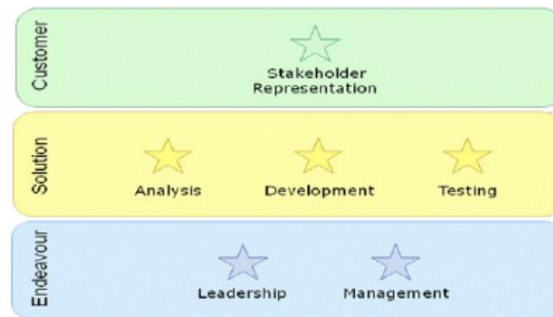 Customer
Stakeholder
Representation
Solution
Analysis
Development
Testing
Endeavour
Leadership
Management